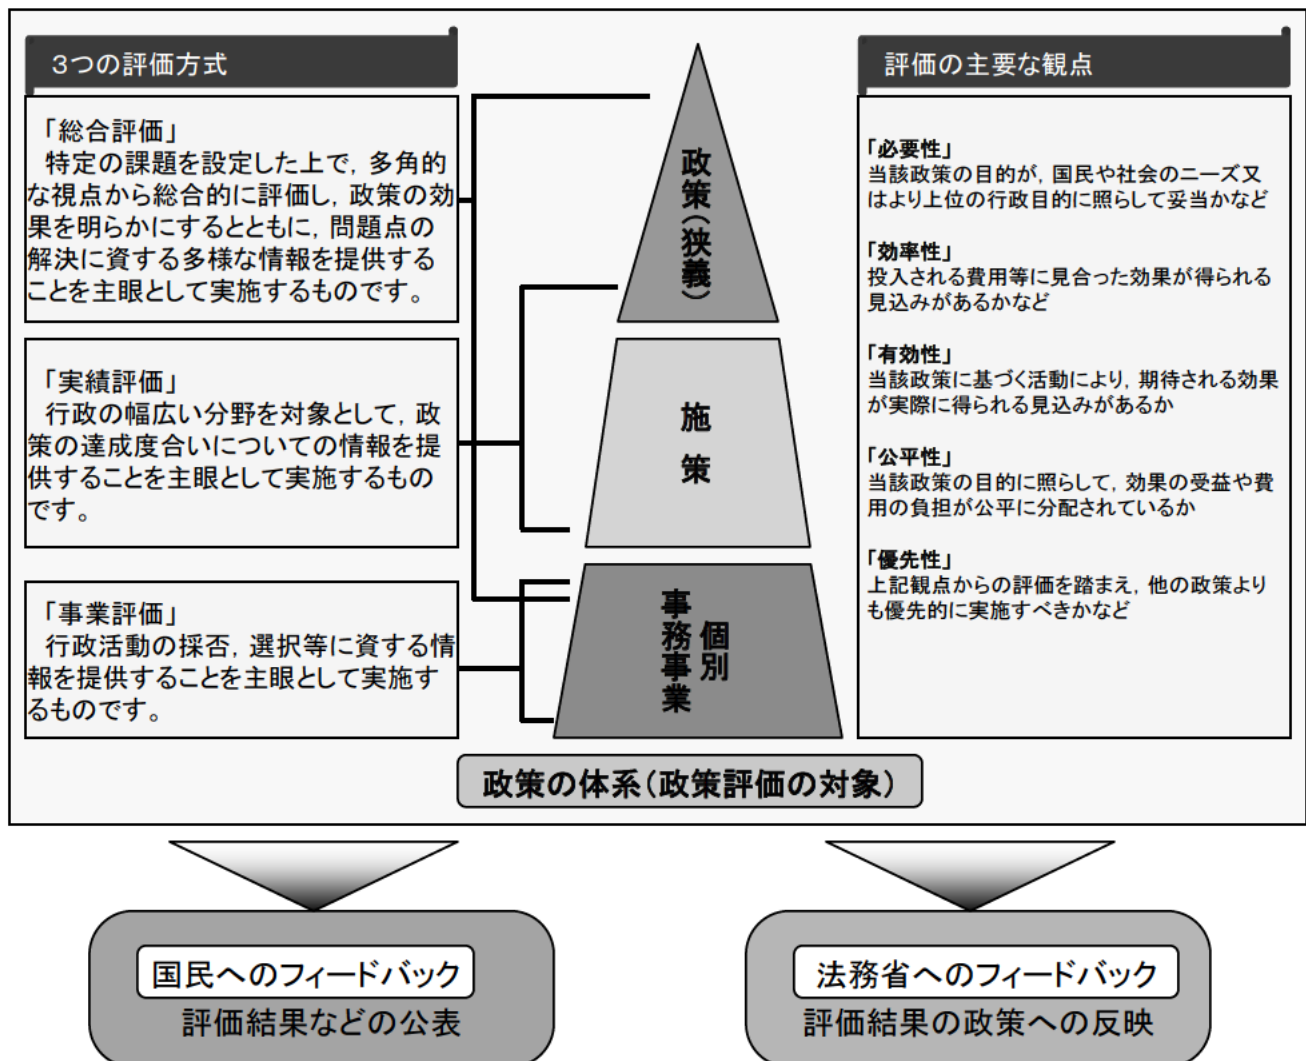 3つの評価方式
「総合評価」
特定の課題を設定した上で，多角的
な視点から総合的に評価し，政策の効
果を明らかにするとともに，問題点の
解決に資する多様な情報を提供する
ことを主眼として実施するものです。
「実績評価」
行政の幅広い分野を対象として，政
策の達成度合いについての情報を提
供することを主眼として実施するもの
です。
「事業評価」
行政活動の採否，選択等に資する情
報を提供することを主眼として実施す
るものです。
政策（狭義）
施策
個別
事務事業
政策の体系（政策評価の対象）
評価の主要な観点
「必要性」
当該政策の目的が，国民や社会のニーズ又
はより上位の行政目的に照らして妥当かなど
「効率性」
投入される費用等に見合った効果が得られる
見込みがあるかなど
「有効性」
当該政策に基づく活動により，期待される効果
が実際に得られる見込みがあるか
「公平性」
当該政策の目的に照らして，効果の受益や費
用の負担が公平に分配されているか
「優先性」
上記観点からの評価を踏まえ，他の政策より
も優先的に実施すべきかなど
国民へのフィードバック
評価結果などの公表
法務省へのフィードバック
評価結果の政策への反映